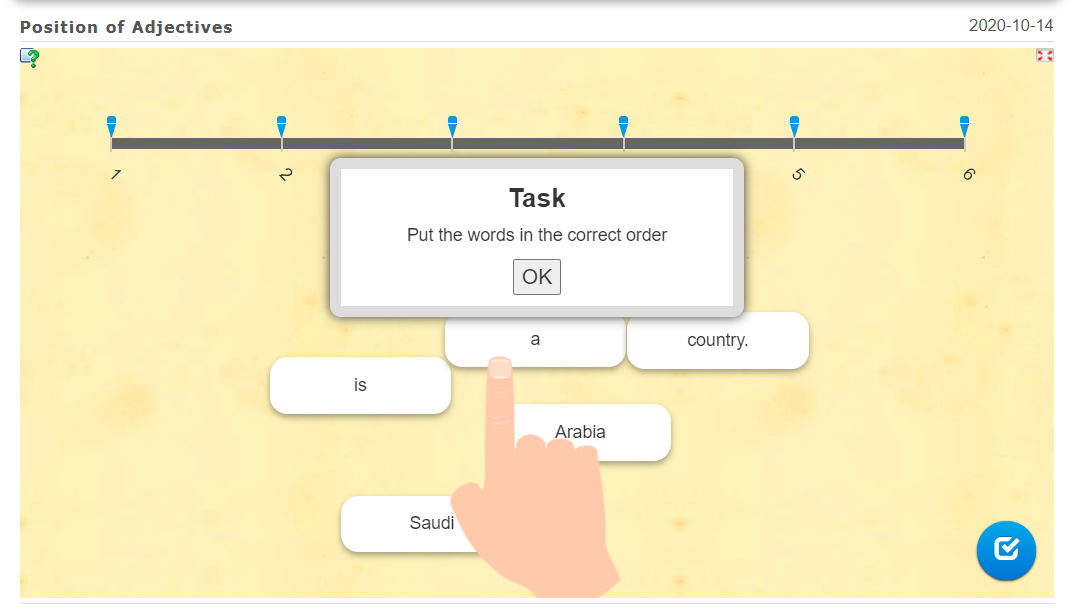 Position of Adjectives
2020-10-14
1 2 5 6
Task
Put the words in the correct order
OK
a
country.
is
Arabia
Saudi